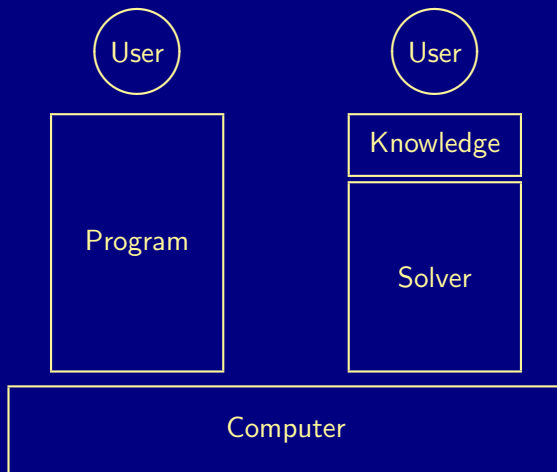 User
User
Knowledge
Program
Solver
Computer